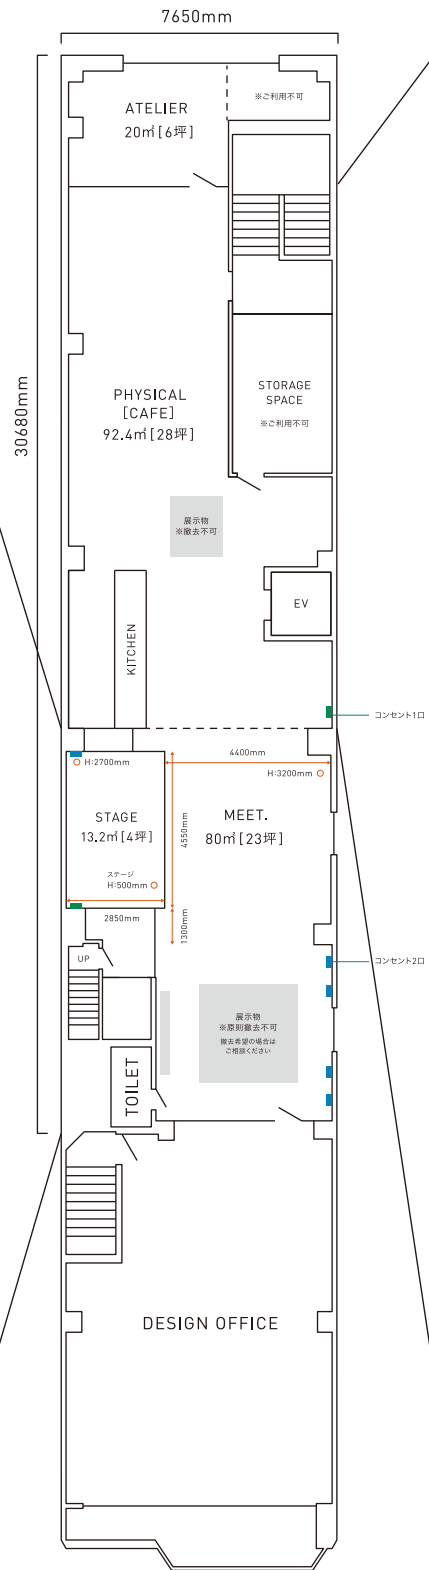 7650mm
ATELIER
20㎡[6坪]
※ご利用不可
30680mm
PHYSICAL
[CAFE]
92.4㎡[28坪]
STORAGE
SPACE
※ご利用不可
展示物
※撤去不可
EV
KITCHEN
コンセント1口
4400mm
H:2700mm
H:3200mm
STAGE
13.2㎡[4坪]
4550mm
MEET.
80㎡[23坪]
ステージ
H:500mm
2850mm
1300mm
UP
コンセント2口
展示物
※原則撤去不可
撤去希望の場合は
ご相談ください
TOILET
DESIGN OFFICE